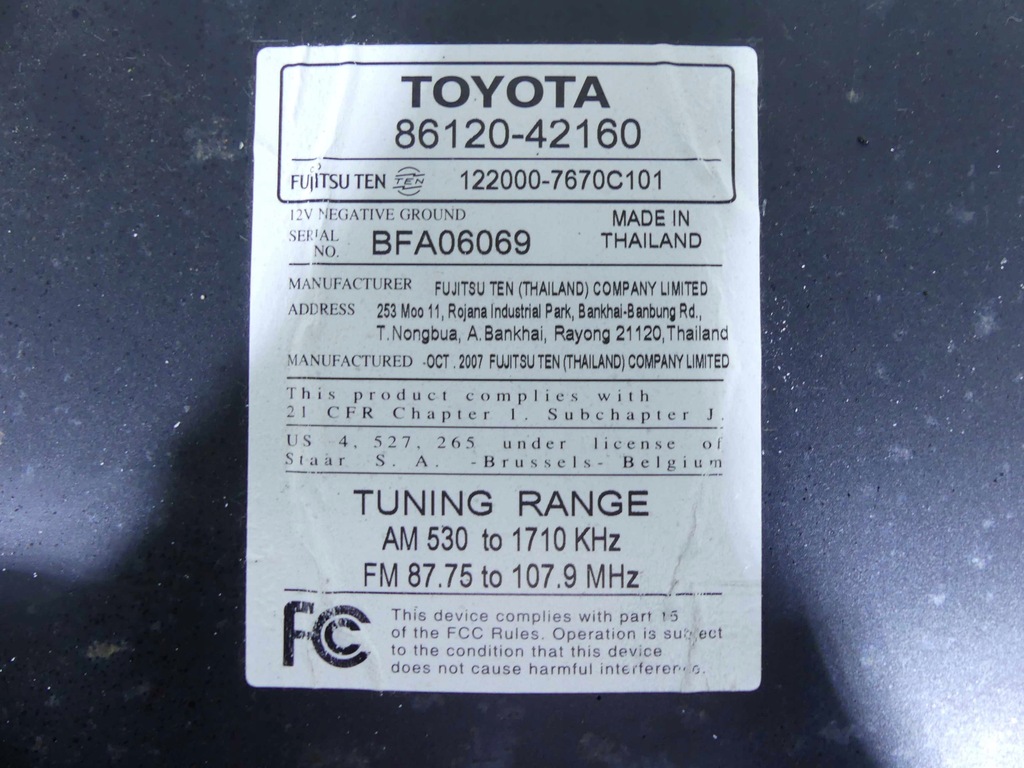 TOYOTA
86120-42160
FUJITSU TEN TEN 122000-7670C101
12V NEGATIVE GROUND MADE IN
SERIAL BFA06069 THAILAND
NO.
MANUFACTURER FUJITSU TEN (THAILAND) COMPANY LIMITED
ADDRESS 253 Moo 11, Rojana Industrial Park, Bankhai-Banbung Rd.,
T.Nongbua, A.Bankhai, Rayong 21120,Thailand
MANUFACTURED -OCT . 2007 FUJITSU TEN (THAILAND) COMPANY LIMITED
This product complies with
21 CFR Chapter 1. Subchapter J.
US 4, 527, 265 under license of
Staar S. A. -Brussels- Belgium
TUNING RANGE
AM 530 to 1710 KHz
FM 87.75 to 107.9 MHz
FCC
This device complies with part 15
of the FCC Rules. Operation is subject
to the condition that this device
does not cause harmful interference.